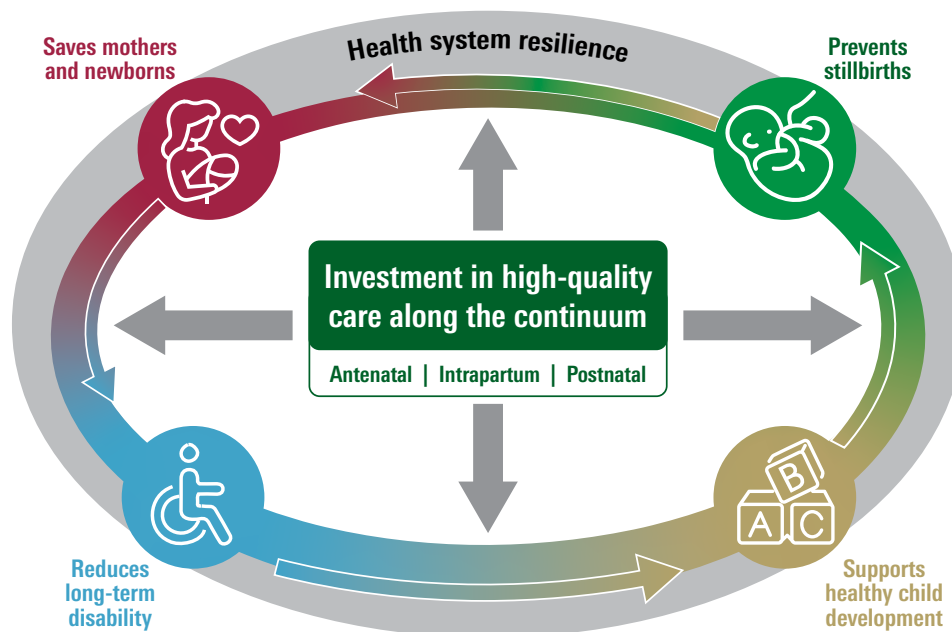 Health system resilience
Saves mothers
and newborns
Prevents
stillbirths
Investment in high-quality
care along the continuum
Antenatal | Intrapartum | Postnatal
B
A C
Reduces
long-term
disability
Supports
healthy child
development